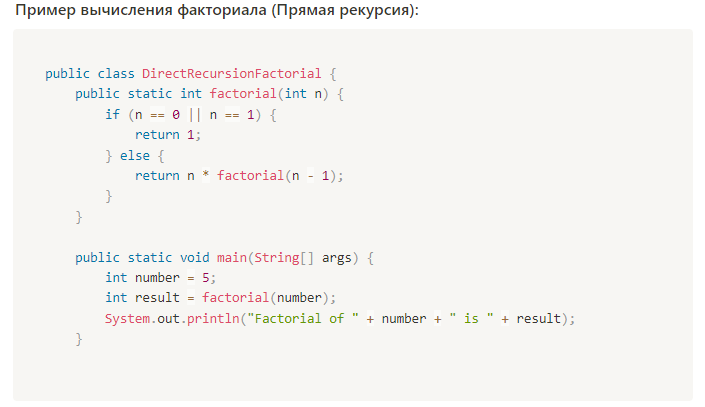 Пример вычисления факториала (Прямая рекурсия):
public class DirectRecursionFactorial {
    public static int factorial(int n) {
        if (n == 0 || n == 1) {
            return 1;
        } else {
            return n * factorial(n - 1);
        }
    }

    public static void main(String[] args) {
        int number = 5;
        int result = factorial(number);
        System.out.println("Factorial of " + number + " is " + result);
    }